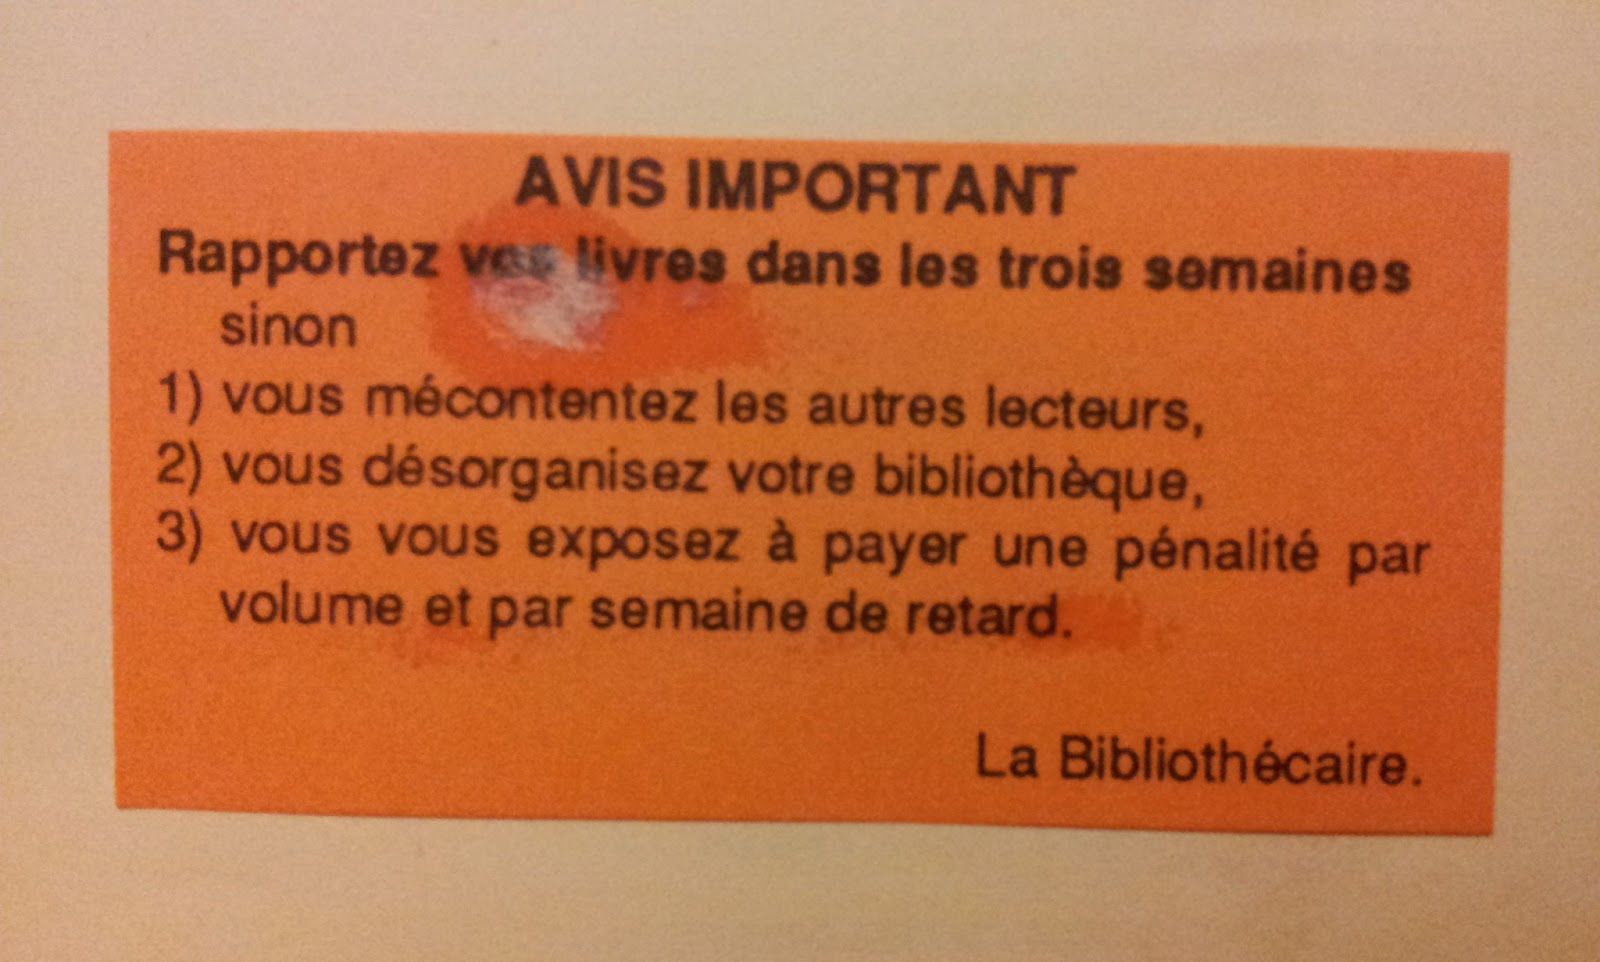 AVIS IMPORTANT
Rapportez vos livres dans les trois semaines
sinon
1) vous mécontentez les autres lecteurs,
2) vous désorganisez votre bibliothèque,
3) vous vous exposez à payer une pénalité par
volume et par semaine de retard.
La Bibliothécaire.